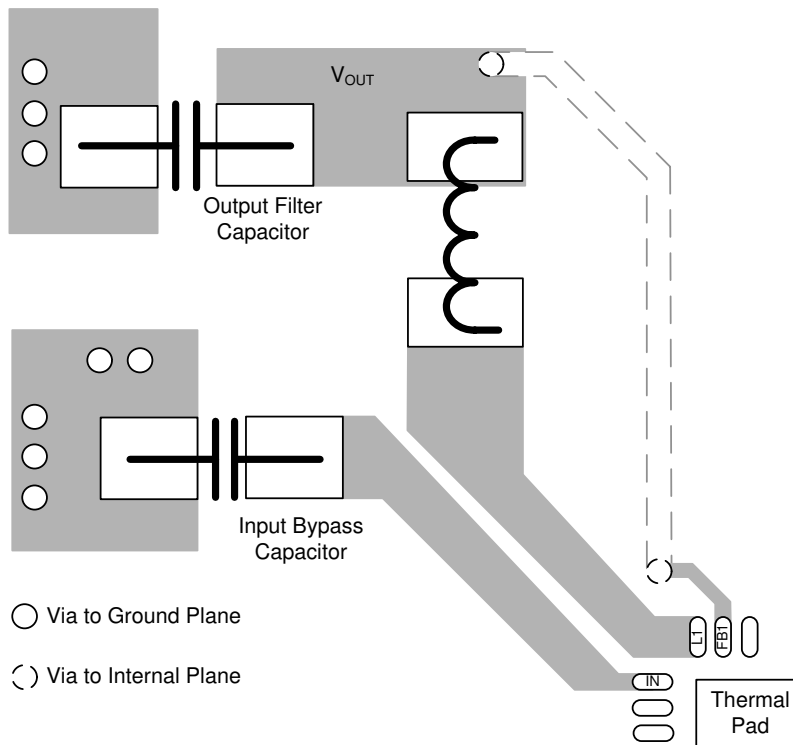 VOUT
Output Filter
Capacitor
Input Bypass
Capacitor
Via to Ground Plane
Via to Internal Plane
L1
FB1
IN
Thermal
Pad